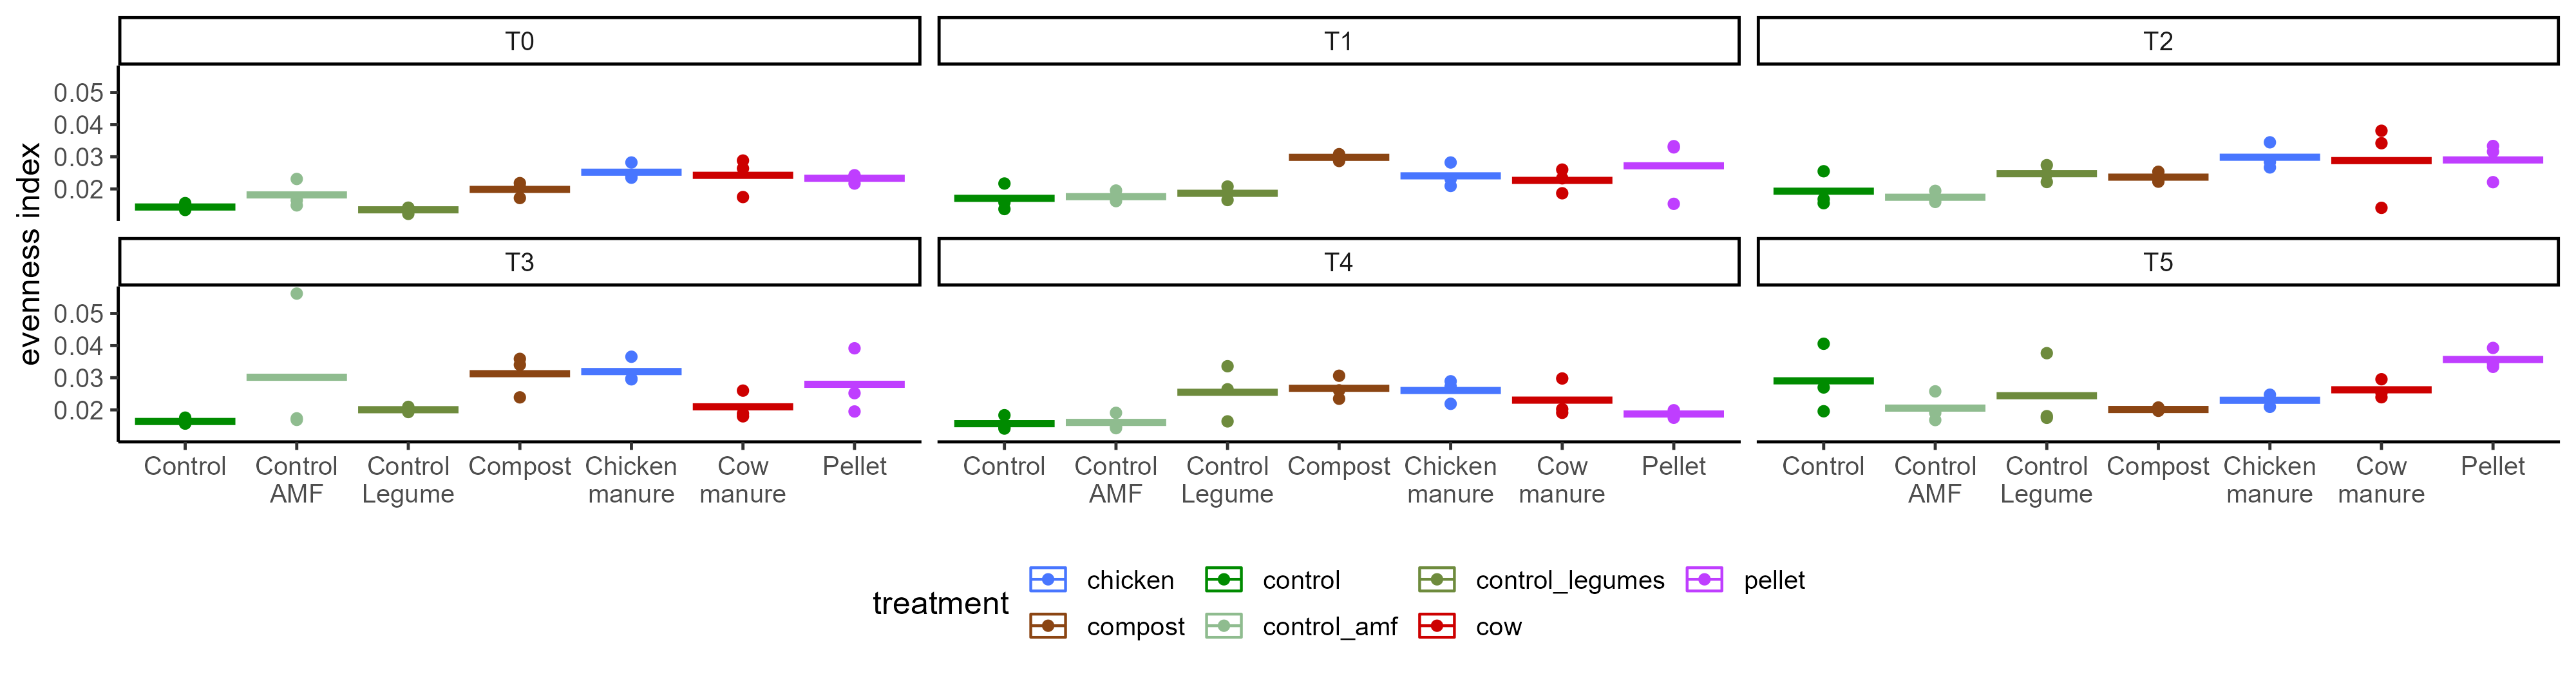 T0 T1 T2
evenness index
0.05
0.04
0.03
0.02
T3 T4 T5
0.05
0.04
0.03
0.02
Control Control Control Compost Chicken Cow Pellet Control Control Control Compost Chicken Cow Pellet Control Control Control Compost Chicken Cow Pellet
AMF Legume manure manure AMF Legume manure manure AMF Legume manure manure
treatment
chicken control control_legumes pellet
compost control_amf cow